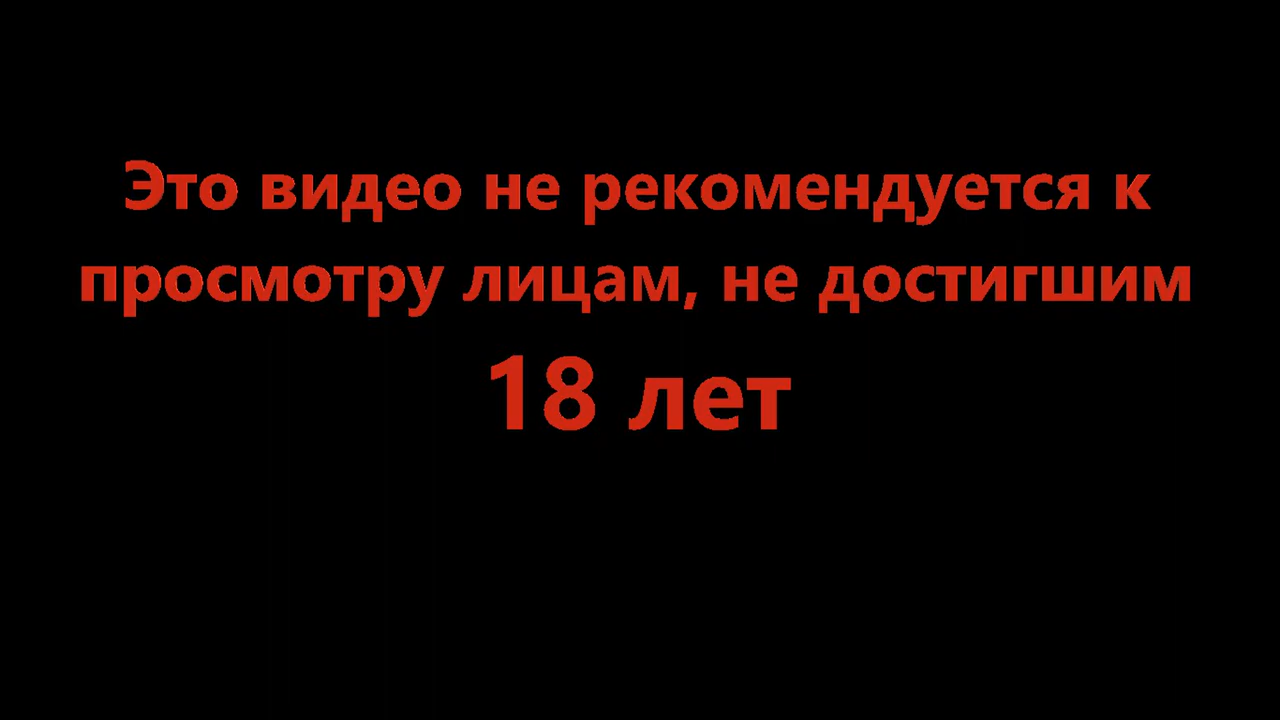 Это видео не рекомендуется к
просмотру лицам, не достигшим
18 лет